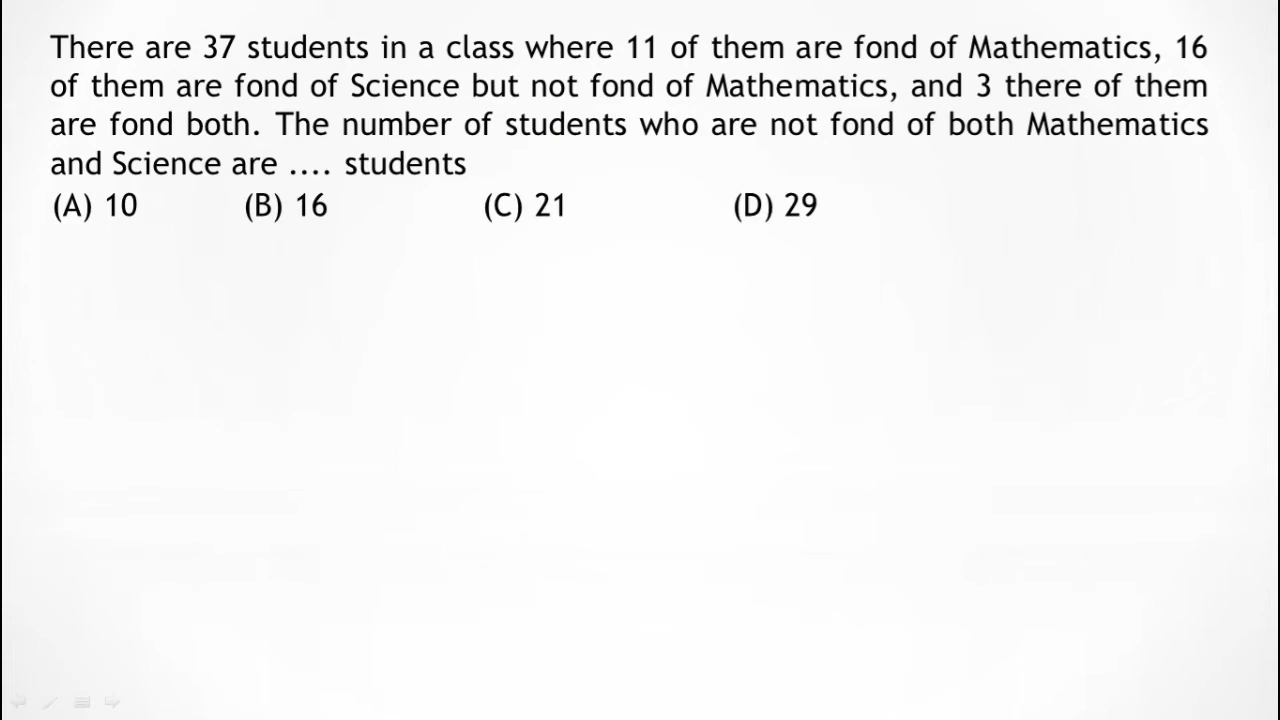 There are 37 students in a class where 11 of them are fond of Mathematics, 16
of them are fond of Science but not fond of Mathematics, and 3 there of them
are fond both. The number of students who are not fond of both Mathematics
and Science are .... students
(A) 10 (B) 16 (C) 21 (D) 29